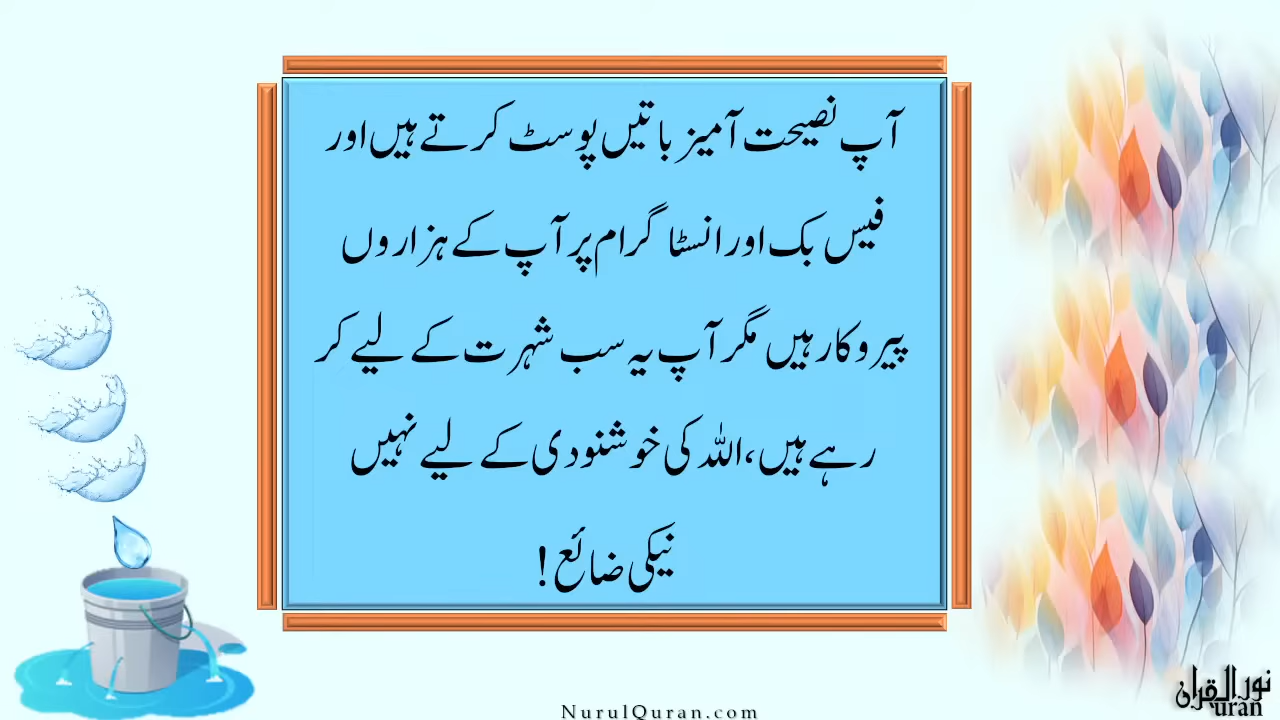 آپ نصیحت آمیز باتیں پوسٹ کرتے ہیں اور
فیس بک اور انسٹا گرام پر آپ کے ہزاروں
پیروکار ہیں مگر آپ یہ سب شہرت کے لیے کر
رہے ہیں، اللہ کی خوشنودی کے لیے نہیں
نیکی ضائع!
نور القرآن
uran
NurulQuran.com